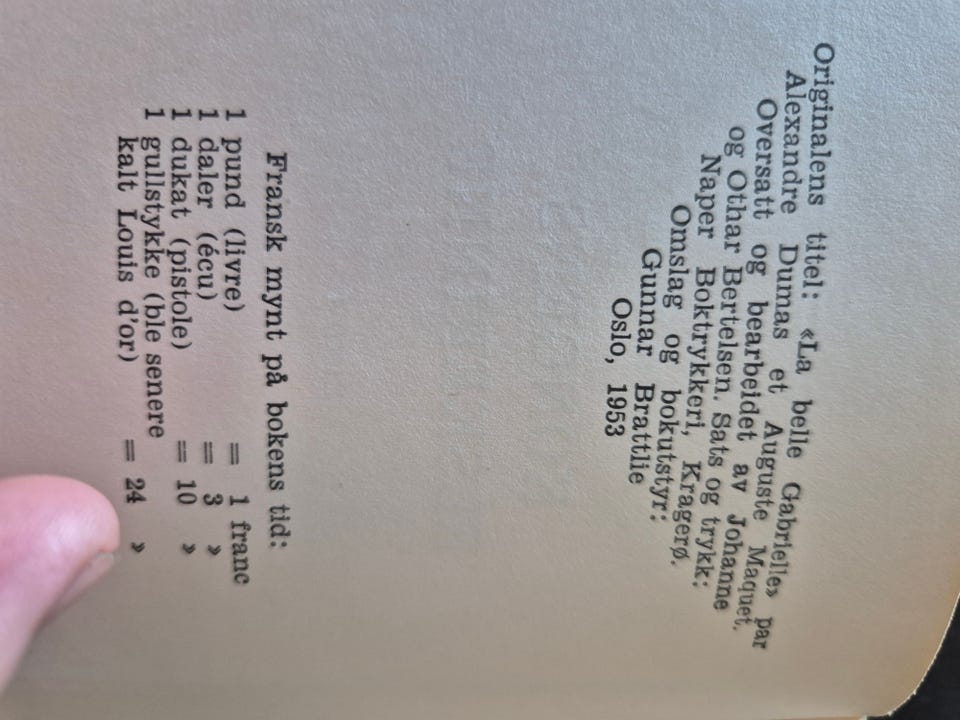 Originalens titel: «La belle Gabrielle» par
Alexandre Dumas et Auguste Maquet.
Oversatt og bearbeidet av Johanne
og Othar Bertelsen. Sats og trykk:
Naper Boktrykkeri, Kragerø.
Omslag og bokutstyr:
Gunnar Brattlie
Oslo, 1953
Fransk mynt på bokens tid:
1 pund (livre) = 1 franc
1 daler (écu) = 3 »
1 dukat (pistole) = 10 »
1 gullstykke (ble senere
kalt Louis d'or) = 24 »